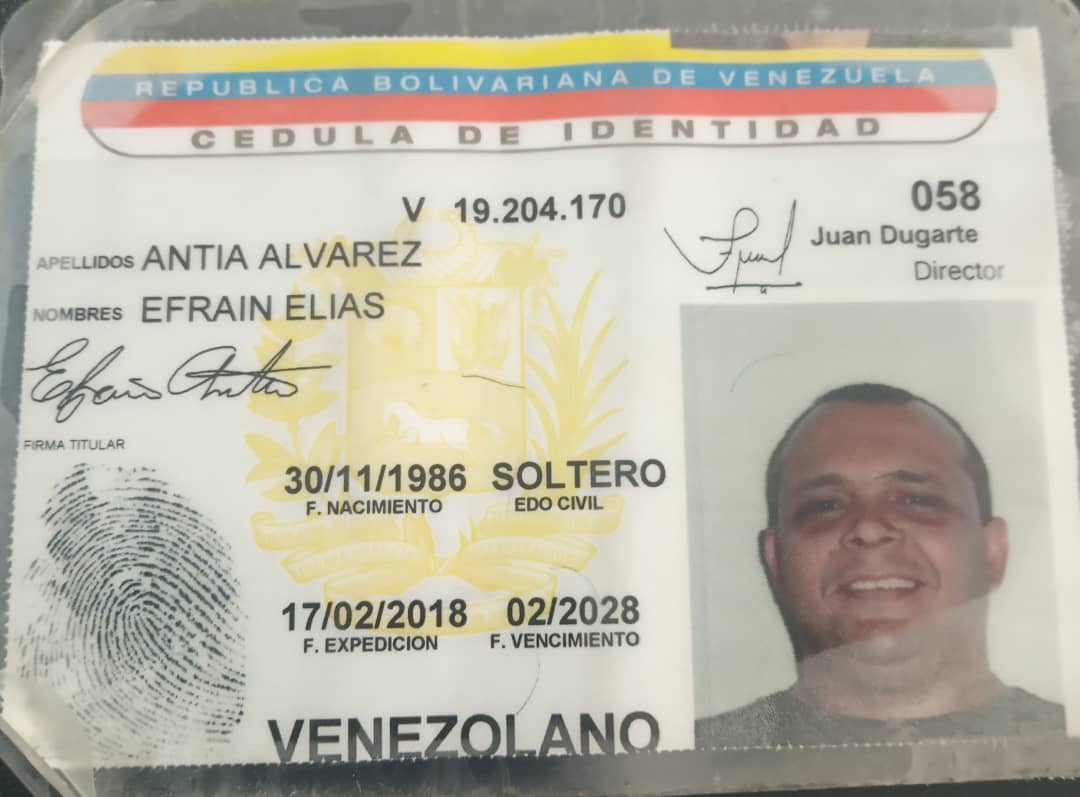 REPUBLICA BOLIVARIANA DE VENEZUELA
CEDULA DE IDENTIDAD
V 19.204.170
058
Juan Dugarte
Director
APELLIDOS ANTIA ALVAREZ
NOMBRES EFRAIN ELIAS
Efrain Antia
FIRMA TITULAR
30/11/1986 SOLTERO
F. NACIMIENTO EDO CIVIL
17/02/2018 02/2028
F. EXPEDICION F. VENCIMIENTO
VENEZOLANO